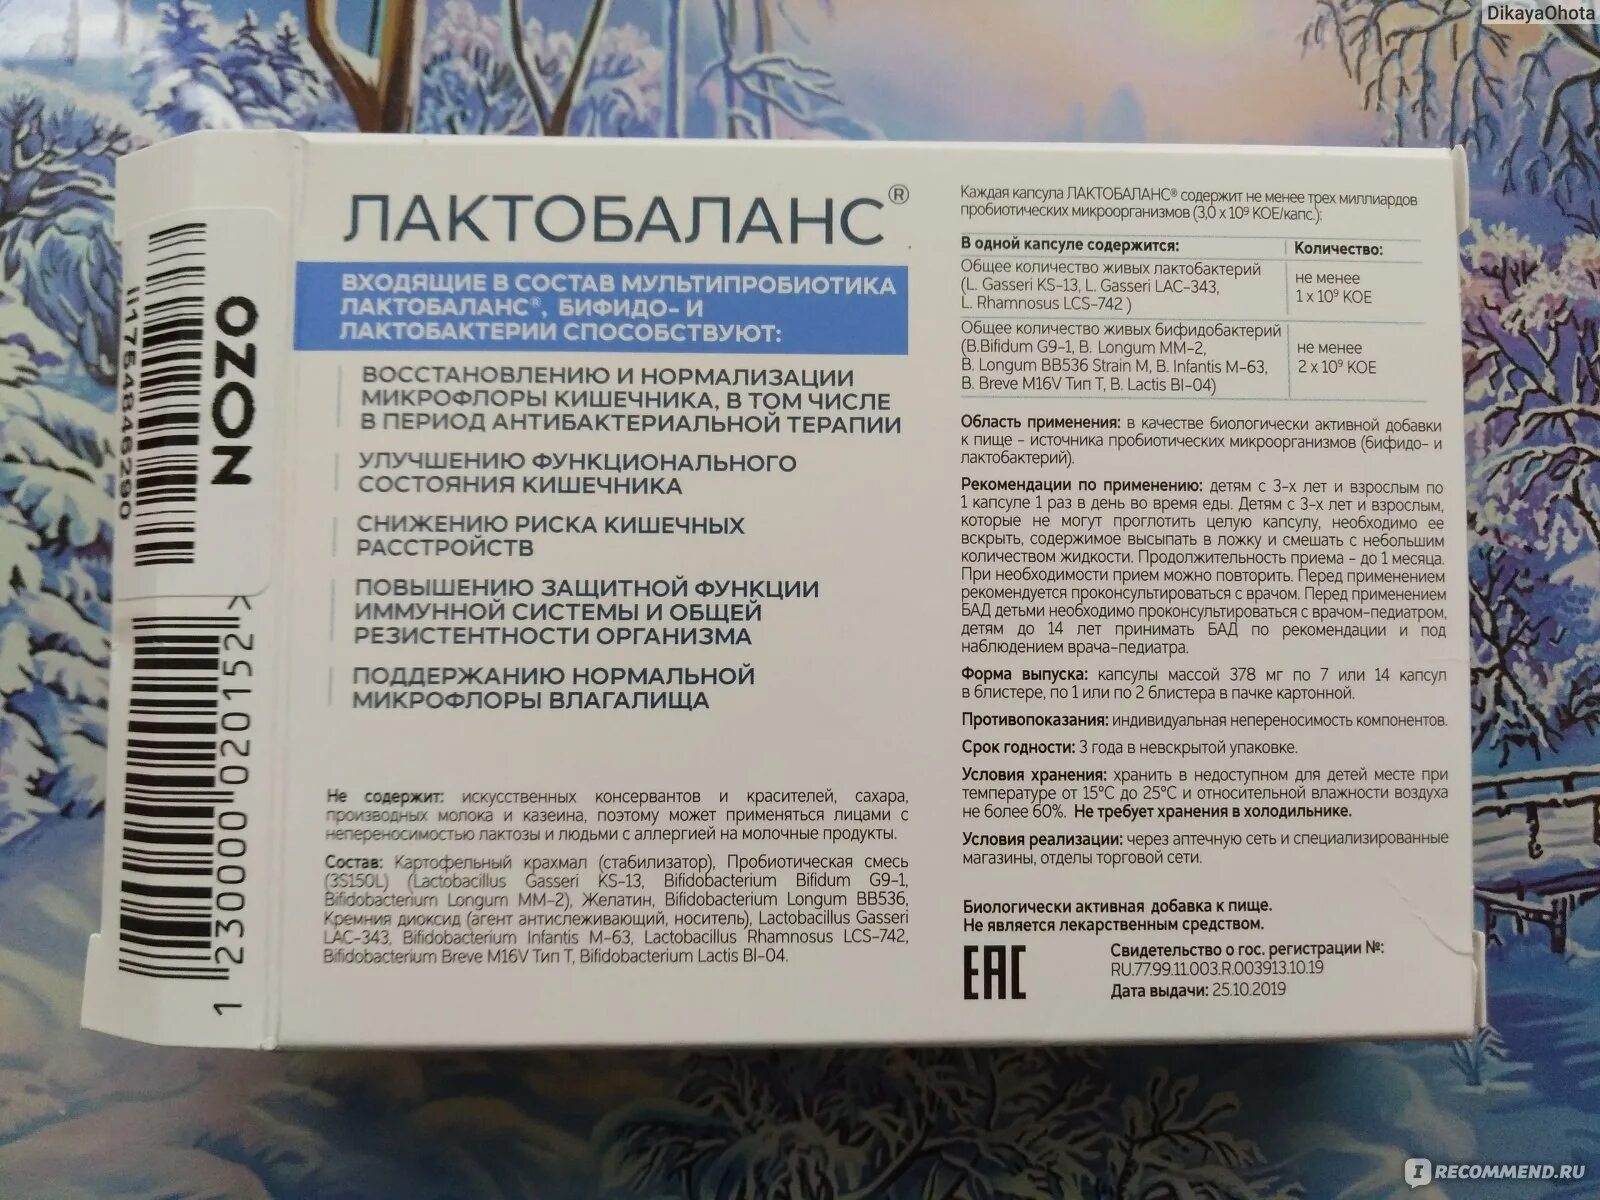 DikayaOhota
ЛАКТОБАЛАНС®
ВХОДЯЩИЕ В СОСТАВ МУЛЬТИПРОБИОТИКА
ЛАКТОБАЛАНС®, БИФИДО- И
ЛАКТОБАКТЕРИИ СПОСОБСТВУЮТ:
ВОССТАНОВЛЕНИЮ И НОРМАЛИЗАЦИИ
МИКРОФЛОРЫ КИШЕЧНИКА, В ТОМ ЧИСЛЕ
В ПЕРИОД АНТИБАКТЕРИАЛЬНОЙ ТЕРАПИИ
УЛУЧШЕНИЮ ФУНКЦИОНАЛЬНОГО
СОСТОЯНИЯ КИШЕЧНИКА
СНИЖЕНИЮ РИСКА КИШЕЧНЫХ
РАССТРОЙСТВ
ПОВЫШЕНИЮ ЗАЩИТНОЙ ФУНКЦИИ
ИММУННОЙ СИСТЕМЫ И ОБЩЕЙ
РЕЗИСТЕНТНОСТИ ОРГАНИЗМА
ПОДДЕРЖАНИЮ НОРМАЛЬНОЙ
МИКРОФЛОРЫ ВЛАГАЛИЩА
Не содержит: искусственных консервантов и красителей, сахара,
производных молока и казеина, поэтому может применяться лицами с
непереносимостью лактозы и людьми с аллергией на молочные продукты.
Состав: Картофельный крахмал (стабилизатор), Пробиотическая смесь
(3S150L) (Lactobacillus Gasseri KS-13, Bifidobacterium Bifidum G9-1,
Bifidobacterium Longum MM-2), Желатин, Bifidobacterium Longum BB536,
Кремния диоксид (агент антислеживающий, носитель), Lactobacillus Gasseri
LAC-343, Bifidobacterium Infantis M-63, Lactobacillus Rhamnosus LCS-742,
Bifidobacterium Breve M16V Тип Т, Bifidobacterium Lactis BI-04.
Каждая капсула ЛАКТОБАЛАНС® содержит не менее трех миллиардов
пробиотических микроорганизмов (3,0 х 10⁹ КОЕ/капс.);
В одной капсуле содержится: Количество:
Общее количество живых лактобактерий
(L. Gasseri KS-13, L. Gasseri LAC-343,
L. Rhamnosus LCS-742 )
не менее
1 x 10⁹ КОЕ
Общее количество живых бифидобактерий
(B.Bifidum G9-1, B. Longum MM-2,
B. Longum BB536 Strain M, B. Infantis M-63,
B. Breve M16V Тип Т, B. Lactis BI-04)
не менее
2 x 10⁹ КОЕ
Область применения: в качестве биологически активной добавки
к пище – источника пробиотических микроорганизмов (бифидо- и
лактобактерий).
Рекомендации по применению: детям с 3-х лет и взрослым по
1 капсуле 1 раз в день во время еды. Детям с 3-х лет и взрослым,
которые не могут проглотить целую капсулу, необходимо ее
вскрыть, содержимое высыпать в ложку и смешать с небольшим
количеством жидкости. Продолжительность приема – до 1 месяца.
При необходимости прием можно повторить. Перед применением
рекомендуется проконсультироваться с врачом. Перед применением
БАД детьми необходимо проконсультироваться с врачом-педиатром,
детям до 14 лет принимать БАД по рекомендации и под
наблюдением врача-педиатра.
Форма выпуска: капсулы массой 378 мг по 7 или 14 капсул
в блистере, по 1 или по 2 блистера в пачке картонной.
Противопоказания: индивидуальная непереносимость компонентов.
Срок годности: 3 года в невскрытой упаковке.
Условия хранения: хранить в недоступном для детей месте при
температуре от 15°С до 25°С и относительной влажности воздуха
не более 60%. Не требует хранения в холодильнике.
Условия реализации: через аптечную сеть и специализированные
магазины, отделы торговой сети.
Биологически активная добавка к пище.
Не является лекарственным средством.
EAC
Свидетельство о гос. регистрации №:
RU.77.99.11.003.R.003913.10.19
Дата выдачи: 25.10.2019
OZON
ii1754846290
1 230000 020152 >
IRECOMMEND.RU